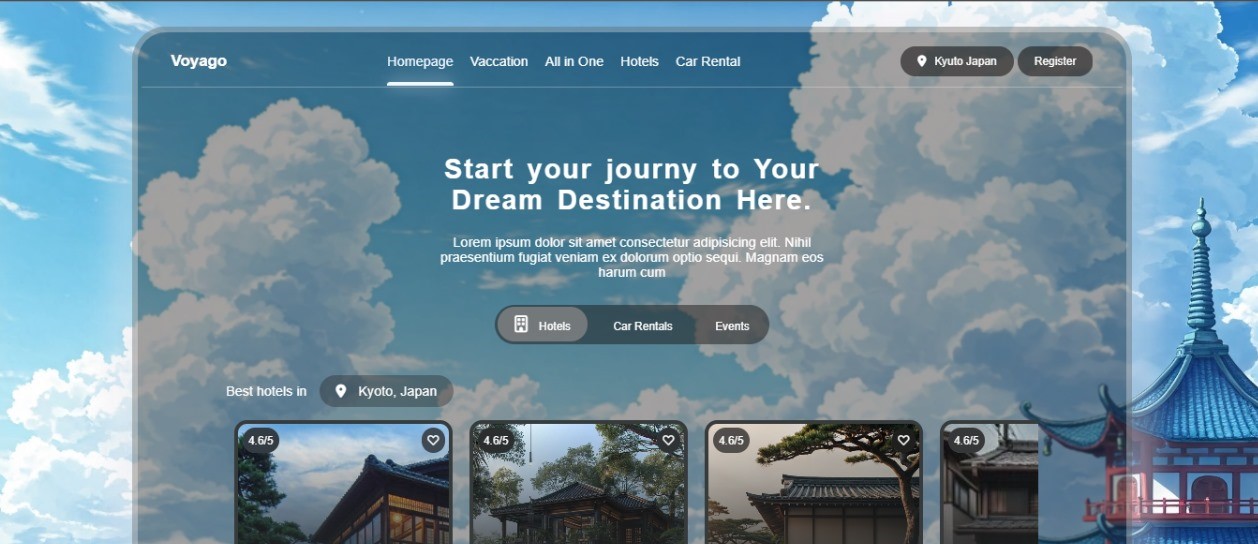 Voyago
Homepage Vaccation All in One Hotels Car Rental
Kyuto Japan Register
Start your journy to Your
Dream Destination Here.
Lorem ipsum dolor sit amet consectetur adipisicing elit. Nihil
praesentium fugiat veniam ex dolorum optio sequi. Magnam eos
harum cum
Hotels Car Rentals Events
Best hotels in Kyoto, Japan
4.6/5 4.6/5 4.6/5 4.6/5